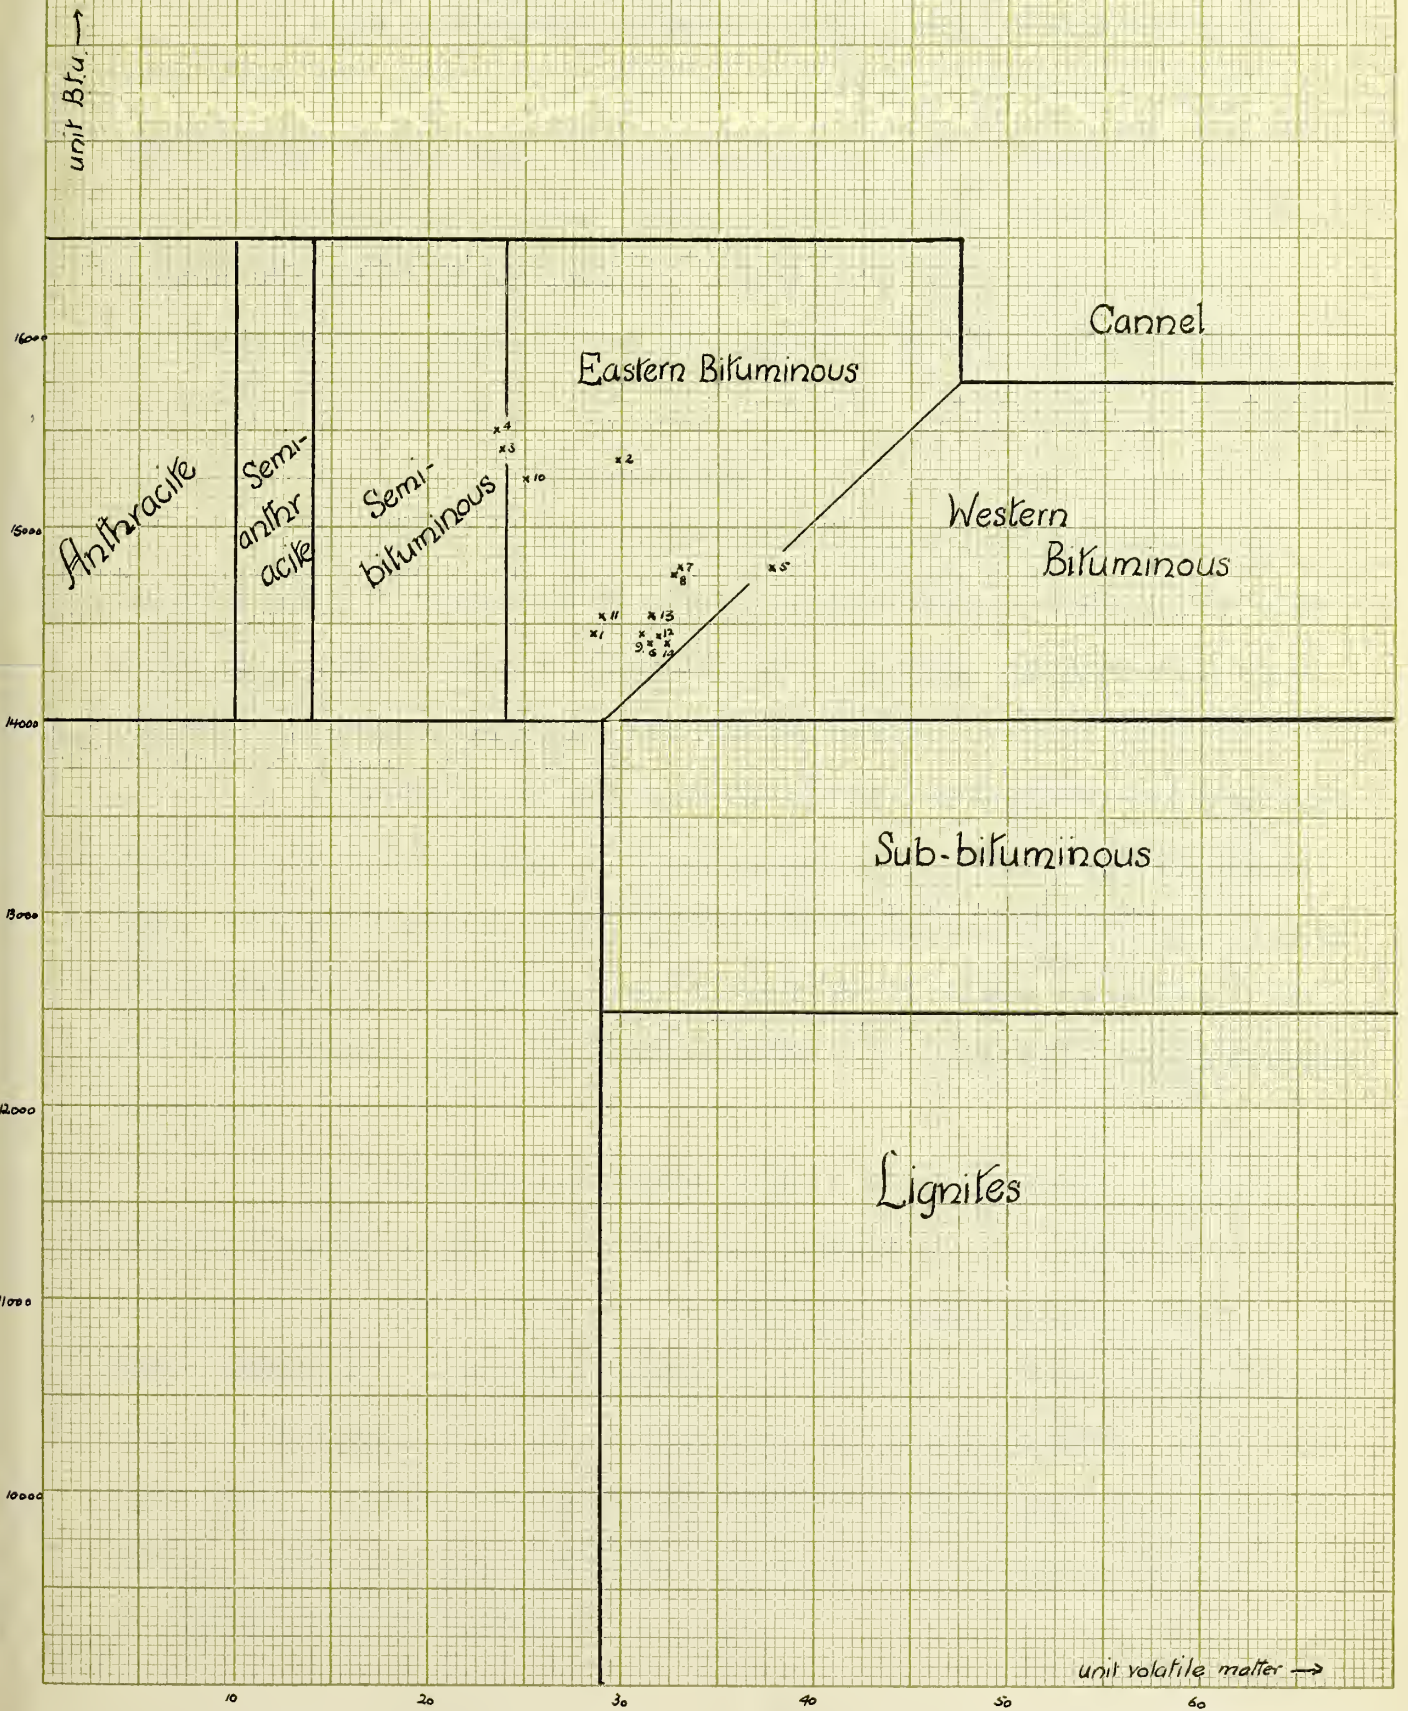 unit B.t.u. →
Cannel
16000
Eastern Bituminous
x4
x3
x2
x10
Anthracite
Semi-
anthr
acite
Semi-
bituminous
Western
Bituminous
15000
x7
x8
x5
x11
x13
x1
x12
9. 6 14
14000
Sub-bituminous
13000
12000
Lignites
11000
10000
unit volatile matter →
10 20 30 40 50 60